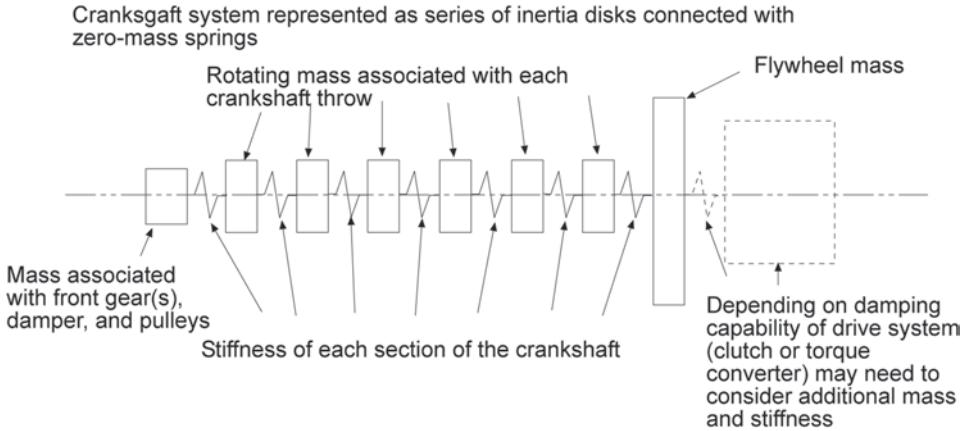 Cranksgaft system represented as series of inertia disks connected with
zero-mass springs
Rotating mass associated with each
crankshaft throw
Flywheel mass
Mass associated
with front gear(s),
damper, and pulleys
Stiffness of each section of the crankshaft
Depending on damping
capability of drive system
(clutch or torque
converter) may need to
consider additional mass
and stiffness